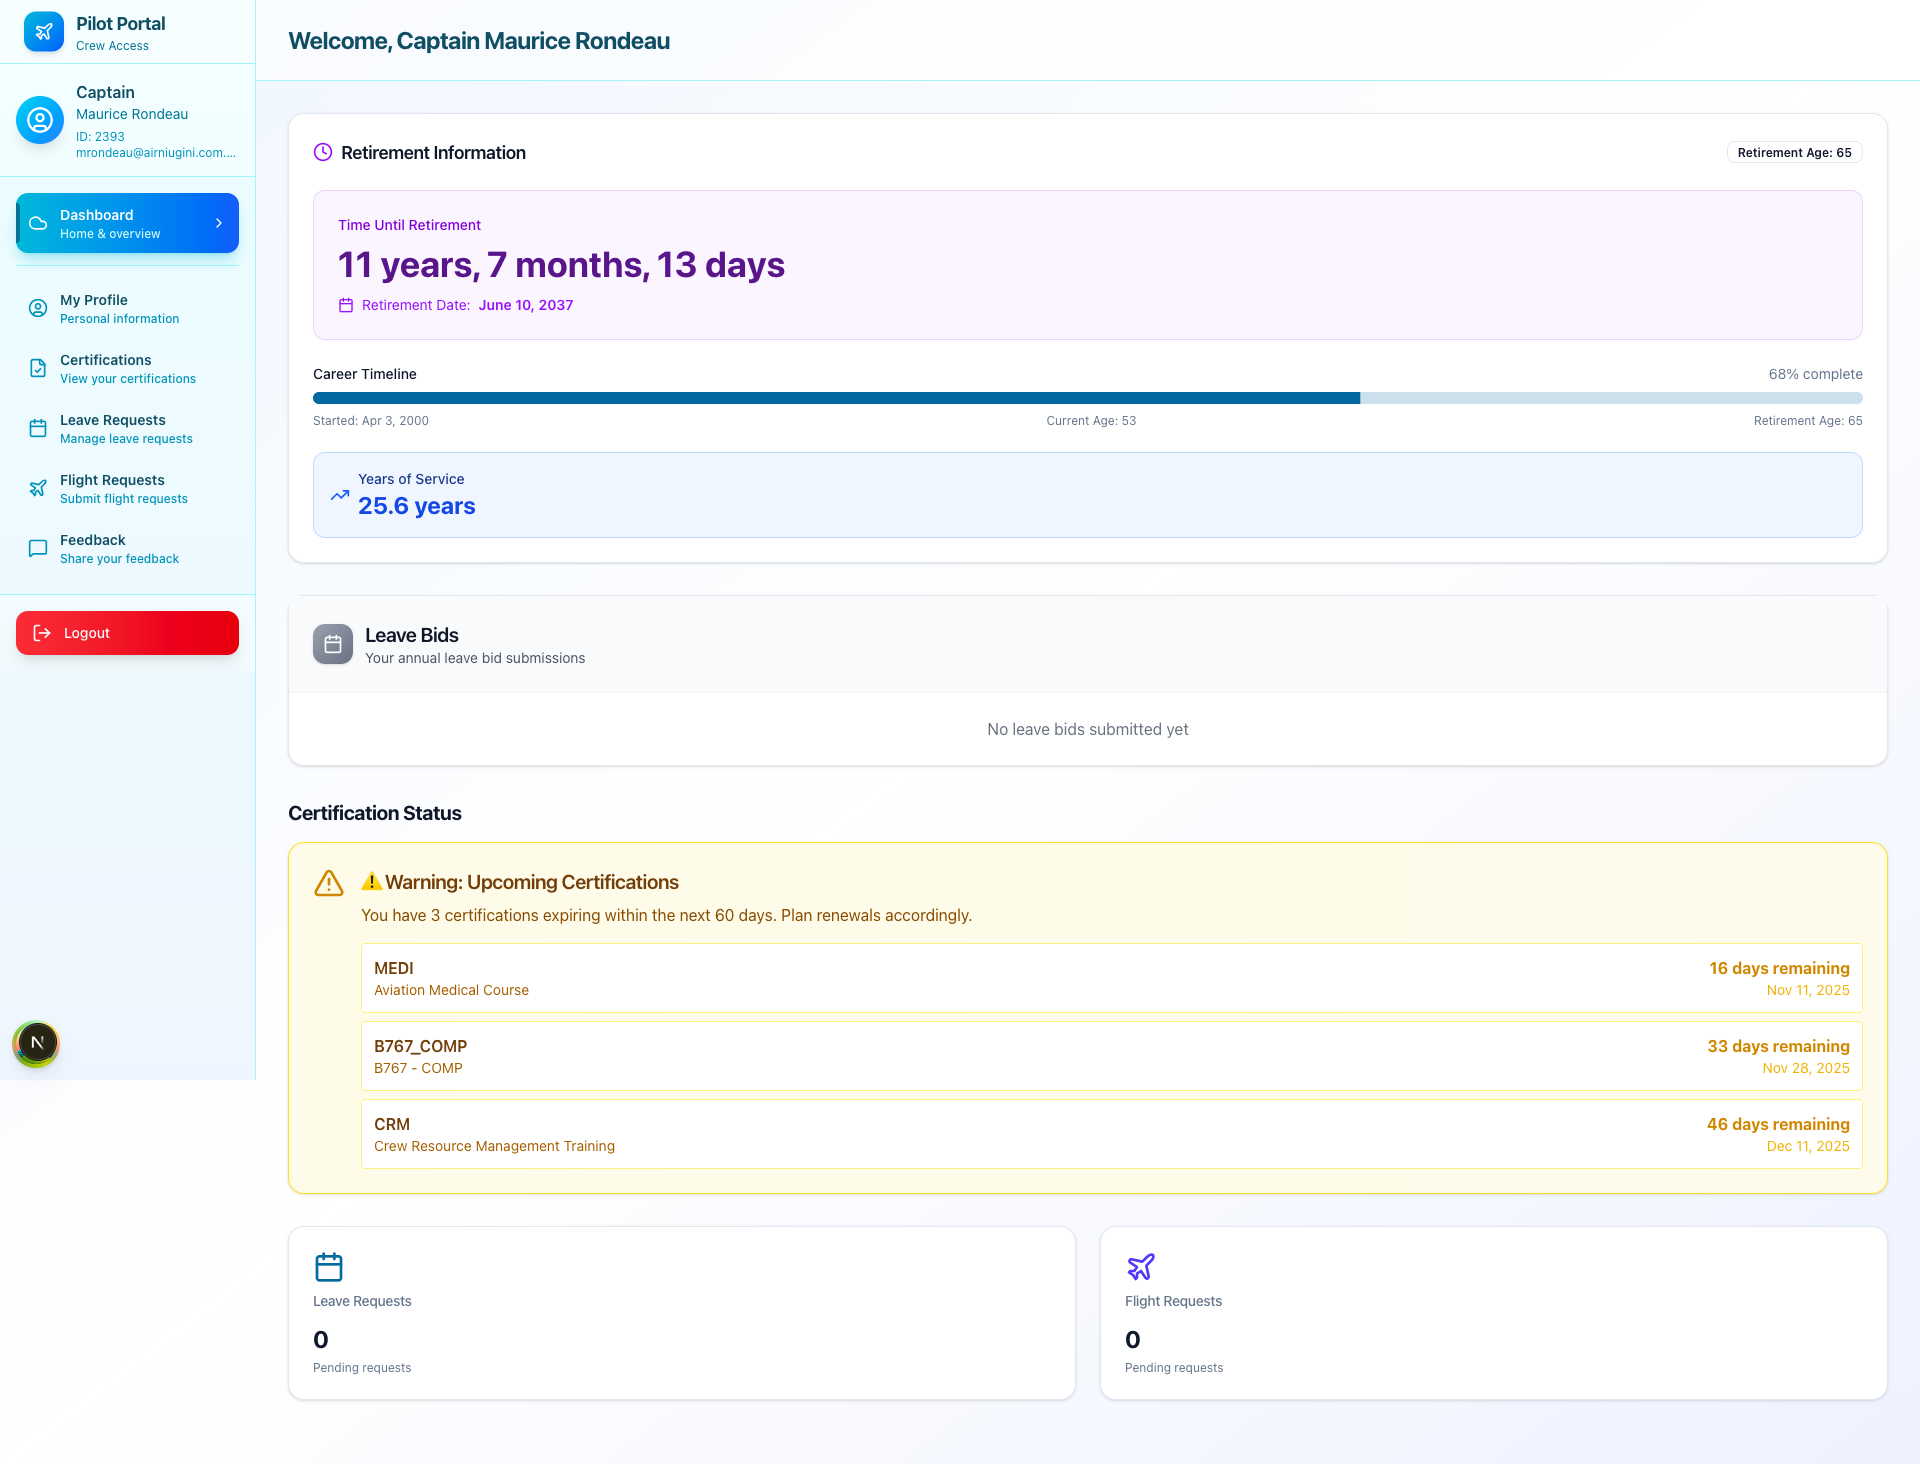 Pilot Portal
Crew Access
Captain
Maurice Rondeau
ID: 2393
mrondeau@airniugini.com....
Dashboard
Home & overview
My Profile
Personal information
Certifications
View your certifications
Leave Requests
Manage leave requests
Flight Requests
Submit flight requests
Feedback
Share your feedback
Logout
N
Welcome, Captain Maurice Rondeau
Retirement Information
Retirement Age: 65
Time Until Retirement
11 years, 7 months, 13 days
Retirement Date: June 10, 2037
Career Timeline
68% complete
Started: Apr 3, 2000
Current Age: 53
Retirement Age: 65
Years of Service
25.6 years
Leave Bids
Your annual leave bid submissions
No leave bids submitted yet
Certification Status
⚠️ Warning: Upcoming Certifications
You have 3 certifications expiring within the next 60 days. Plan renewals accordingly.
MEDI
Aviation Medical Course
16 days remaining
Nov 11, 2025
B767_COMP
B767 - COMP
33 days remaining
Nov 28, 2025
CRM
Crew Resource Management Training
46 days remaining
Dec 11, 2025
Leave Requests
0
Pending requests
Flight Requests
0
Pending requests